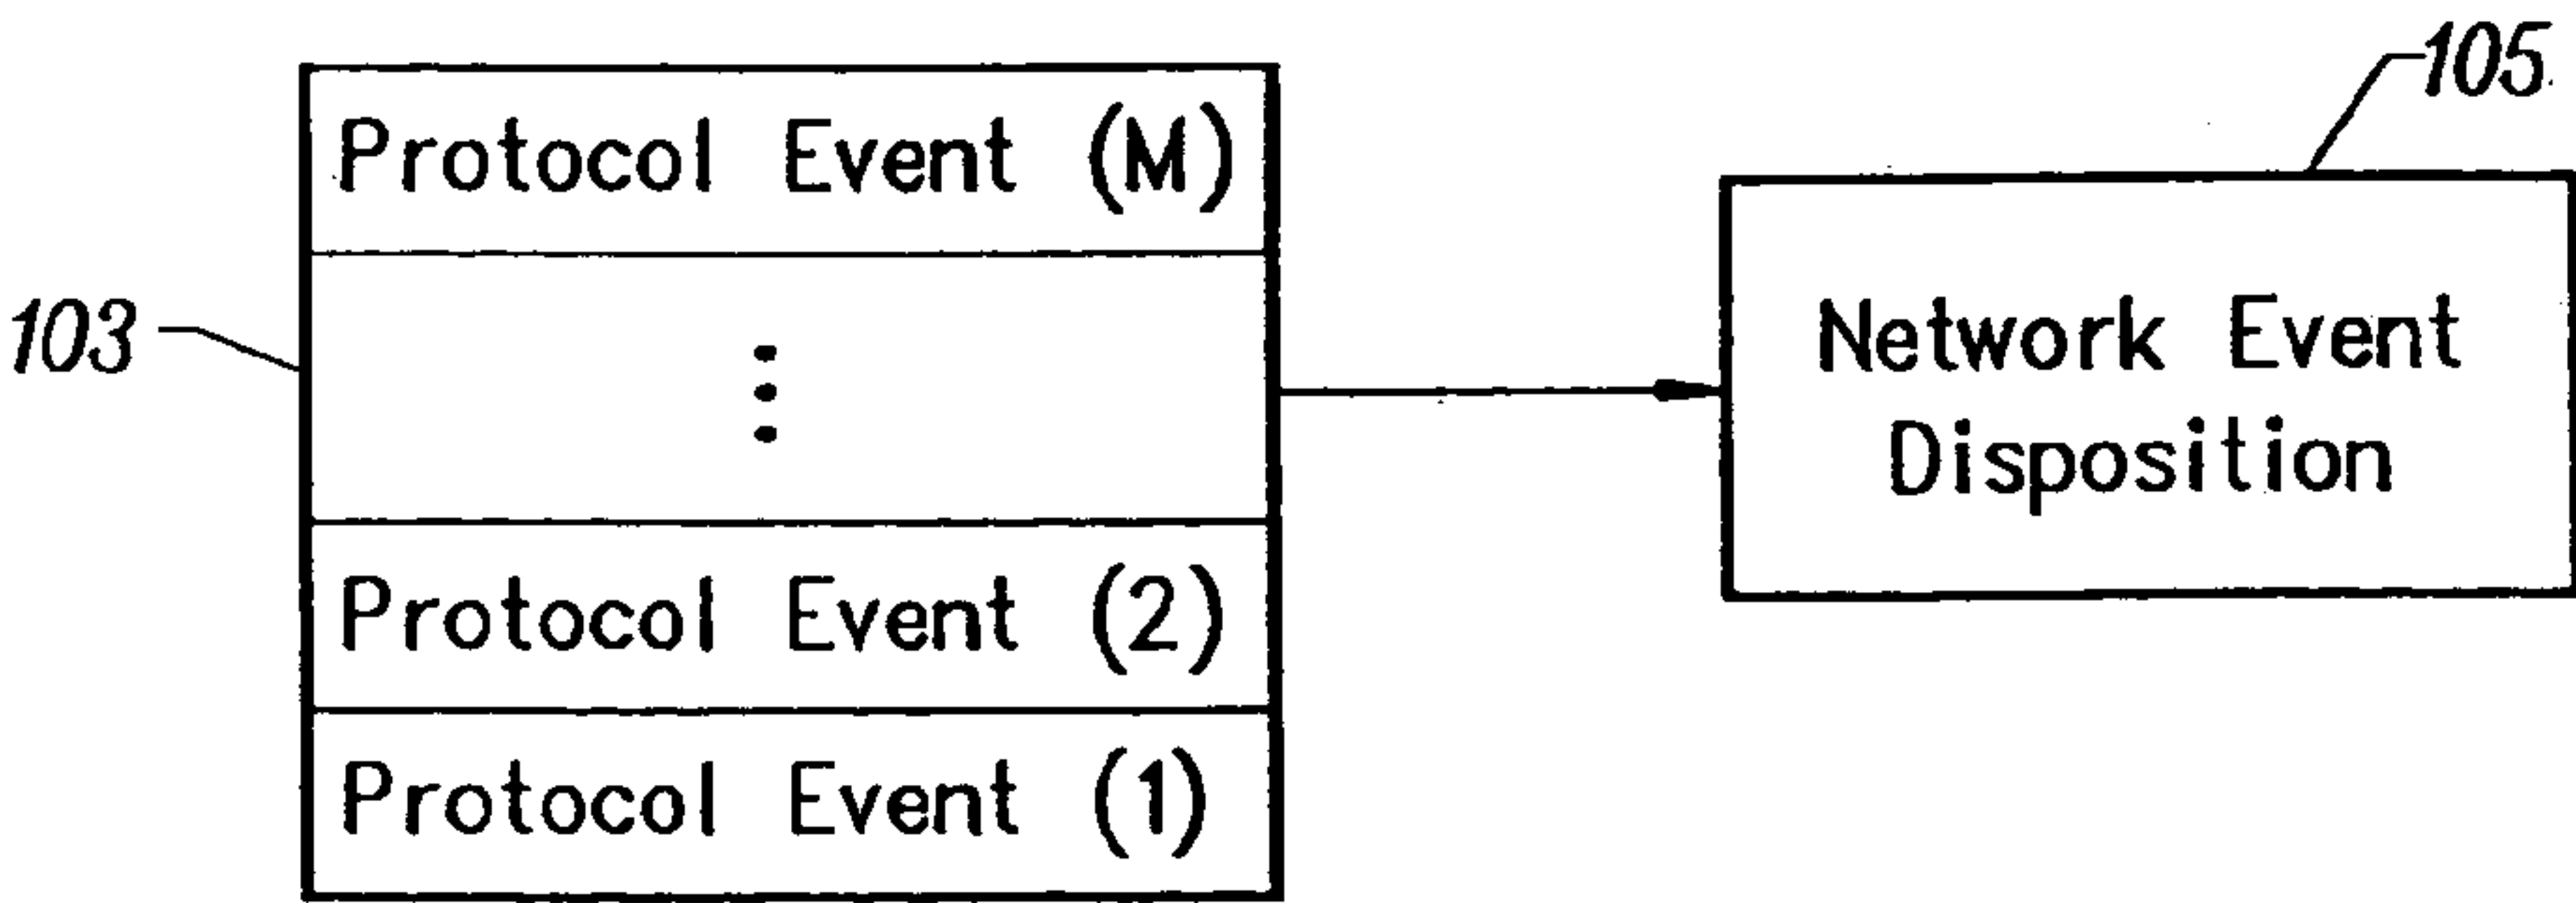 105
Protocol Event (M)
103
Network Event
Disposition
Protocol Event (2)
Protocol Event (1)